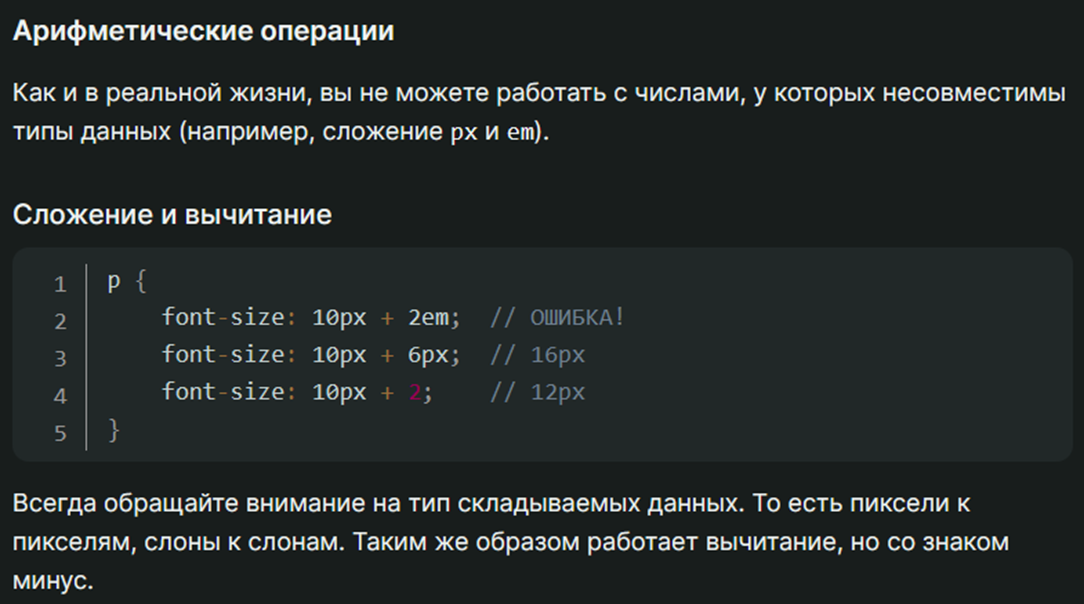 Арифметические операции
Как и в реальной жизни, вы не можете работать с числами, у которых несовместимы
типы данных (например, сложение px и em).
Сложение и вычитание
1 p {
2     font-size: 10px + 2em;  // ОШИБКА!
3     font-size: 10px + 6px;  // 16px
4     font-size: 10px + 2;    // 12px
5 }
Всегда обращайте внимание на тип складываемых данных. То есть пиксели к
пикселям, слоны к слонам. Таким же образом работает вычитание, но со знаком
минус.